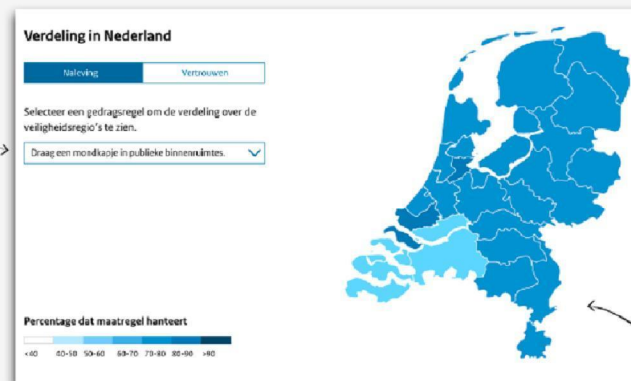 Verdeling in Nederland
Naleving Vertrouwen
Selecteer een gedragsregel om de verdeling over de
veiligheidsregio's te zien.
Draag een mondkapje in publieke binnenruimtes.
Percentage dat maatregel hanteert
<40 40-50 50-60 60-70 70-80 80-90 >90